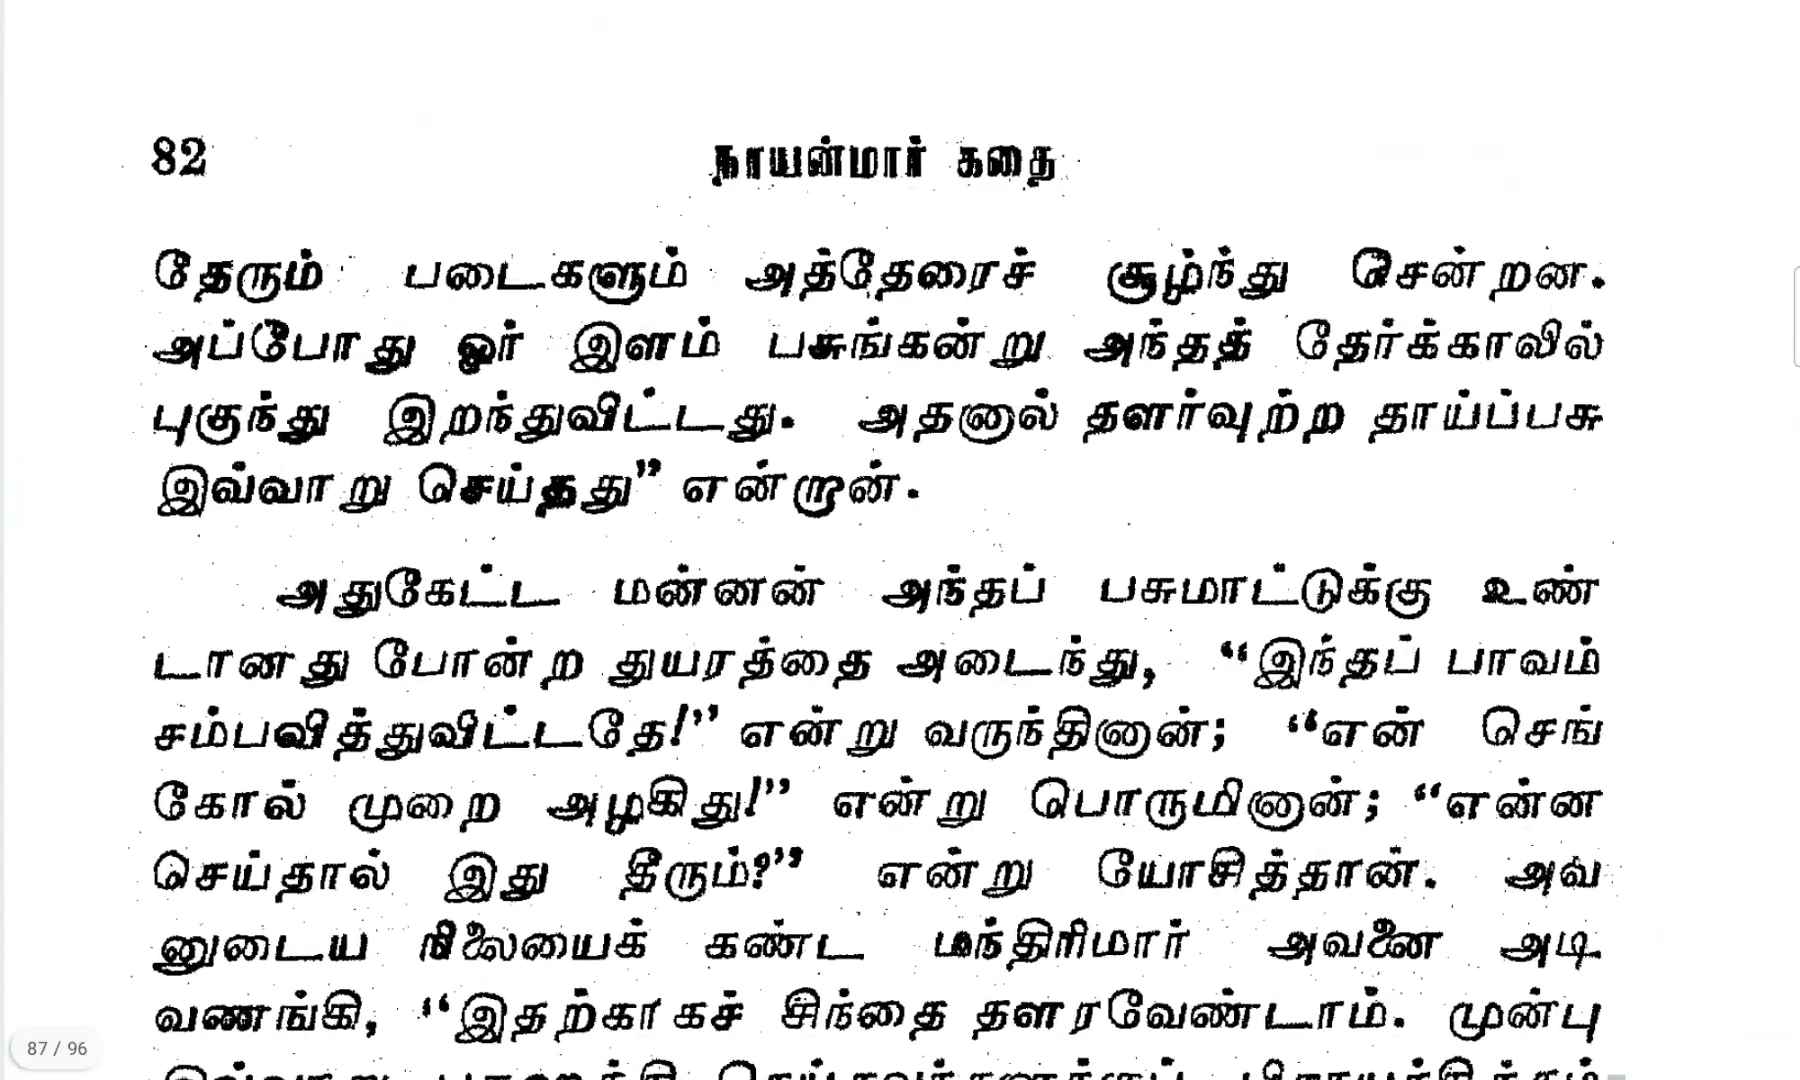 82 நாயன்மார் கதை
தேரும் படைகளும் அத்தேரைச் சூழ்ந்து சென்றன.
அப்போது ஓர் இளம் பசுங்கன்று அந்தத் தேர்க்காலில்
புகுந்து இறந்துவிட்டது. அதனால் தளர்வுற்ற தாய்ப்பசு
இவ்வாறு செய்தது” என்றான்.
அதுகேட்ட மன்னன் அந்தப் பசுமாட்டுக்கு உண்
டானது போன்ற துயரத்தை அடைந்து, “இந்தப் பாவம்
சம்பவித்துவிட்டதே!” என்று வருந்தினான்; “என் செங்
கோல் முறை அழகிது!” என்று பொருமினான்; “என்ன
செய்தால் இது தீரும்?” என்று யோசித்தான். அவ
னுடைய நிலையைக் கண்ட மந்திரிமார் அவனை அடி
வணங்கி, “இதற்காகச் சிந்தை தளரவேண்டாம். முன்பு
87 / 96